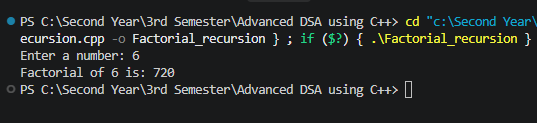 PS C:\Second Year\3rd Semester\Advanced DSA using C++> cd "c:\Second Year\
ecursion.cpp -o Factorial_recursion } ; if ($?) { .\Factorial_recursion }
Enter a number: 6
Factorial of 6 is: 720
PS C:\Second Year\3rd Semester\Advanced DSA using C++>